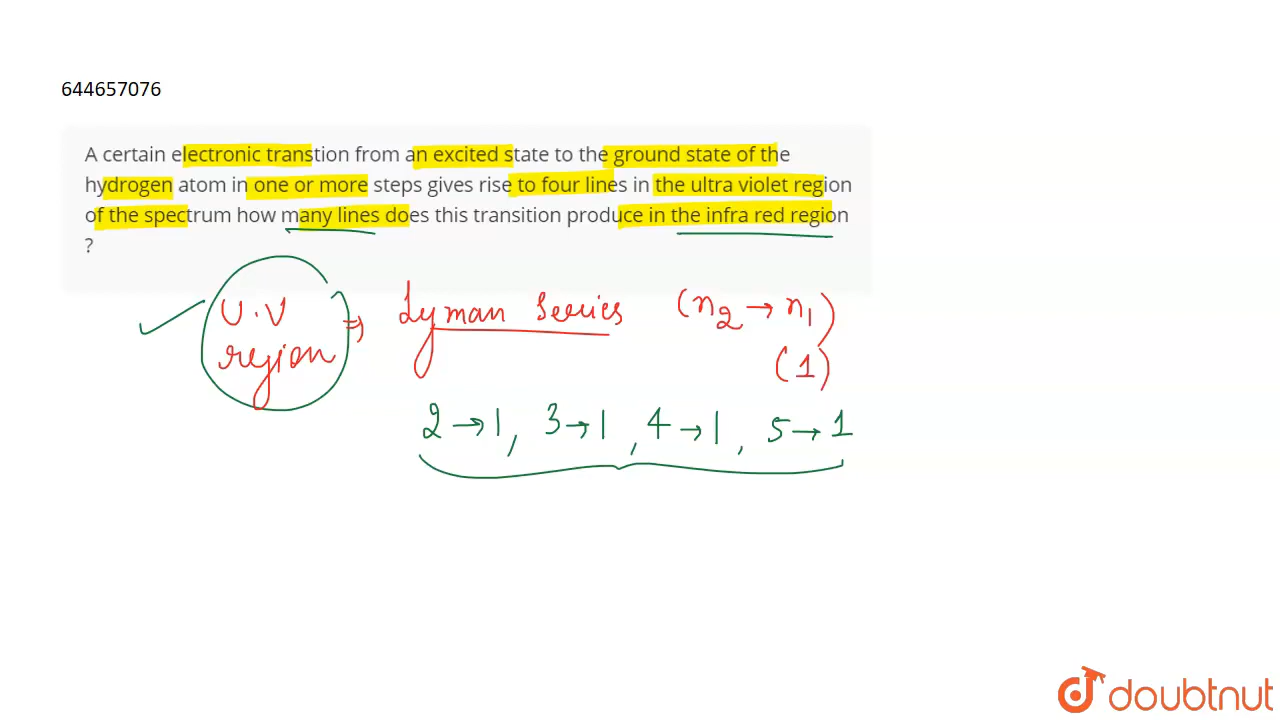 644657076
A certain electronic transtion from an excited state to the ground state of the
hydrogen atom in one or more steps gives rise to four lines in the ultra violet region
of the spectrum how many lines does this transition produce in the infra red region
?
U.V region ⇒ Lyman Series (n₂ → n₁)
(1)
2 → 1, 3 → 1, 4 → 1, 5 → 1
doubtnut